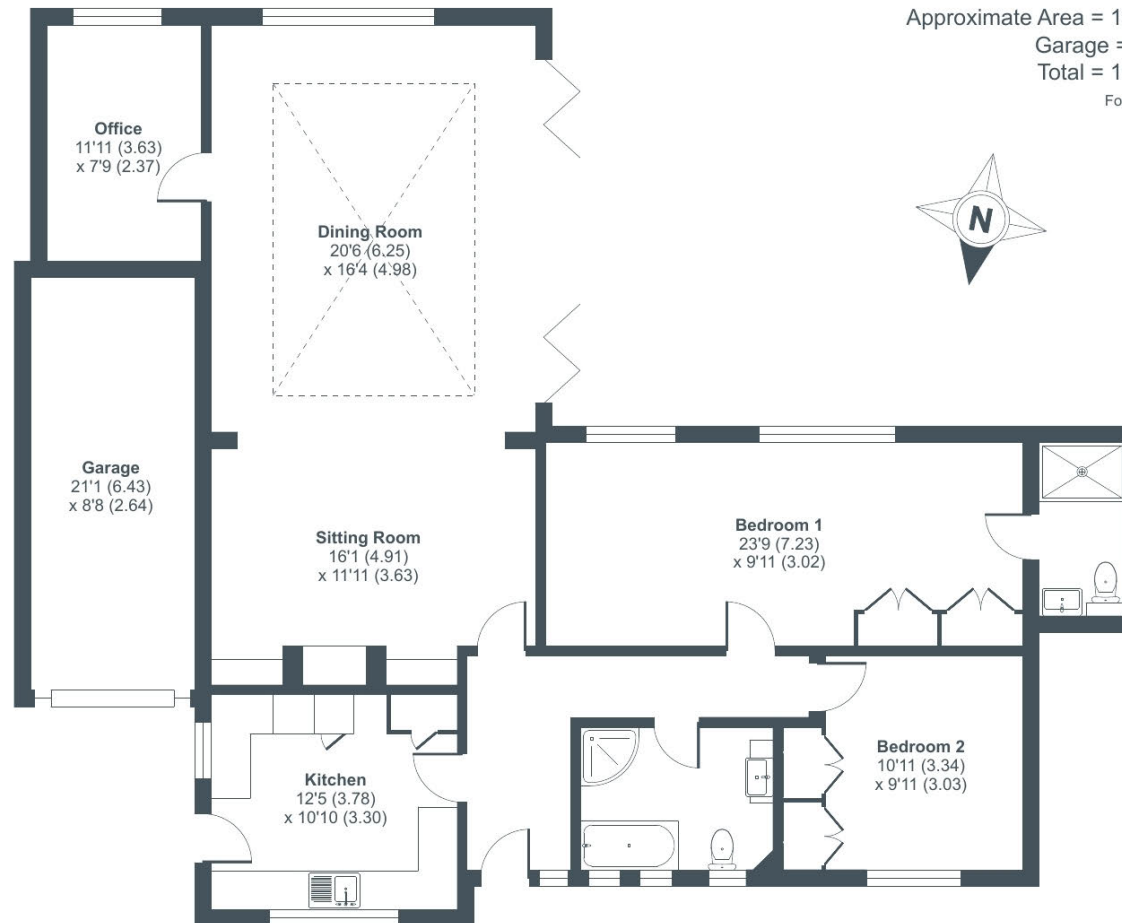 Approximate Area = 1
Garage =
Total = 1
Fo
Office
11'11 (3.63)
x 7'9 (2.37)
Dining Room
20'6 (6.25)
x 16'4 (4.98)
N
Garage
21'1 (6.43)
x 8'8 (2.64)
Sitting Room
16'1 (4.91)
x 11'11 (3.63)
Bedroom 1
23'9 (7.23)
x 9'11 (3.02)
Kitchen
12'5 (3.78)
x 10'10 (3.30)
Bedroom 2
10'11 (3.34)
x 9'11 (3.03)